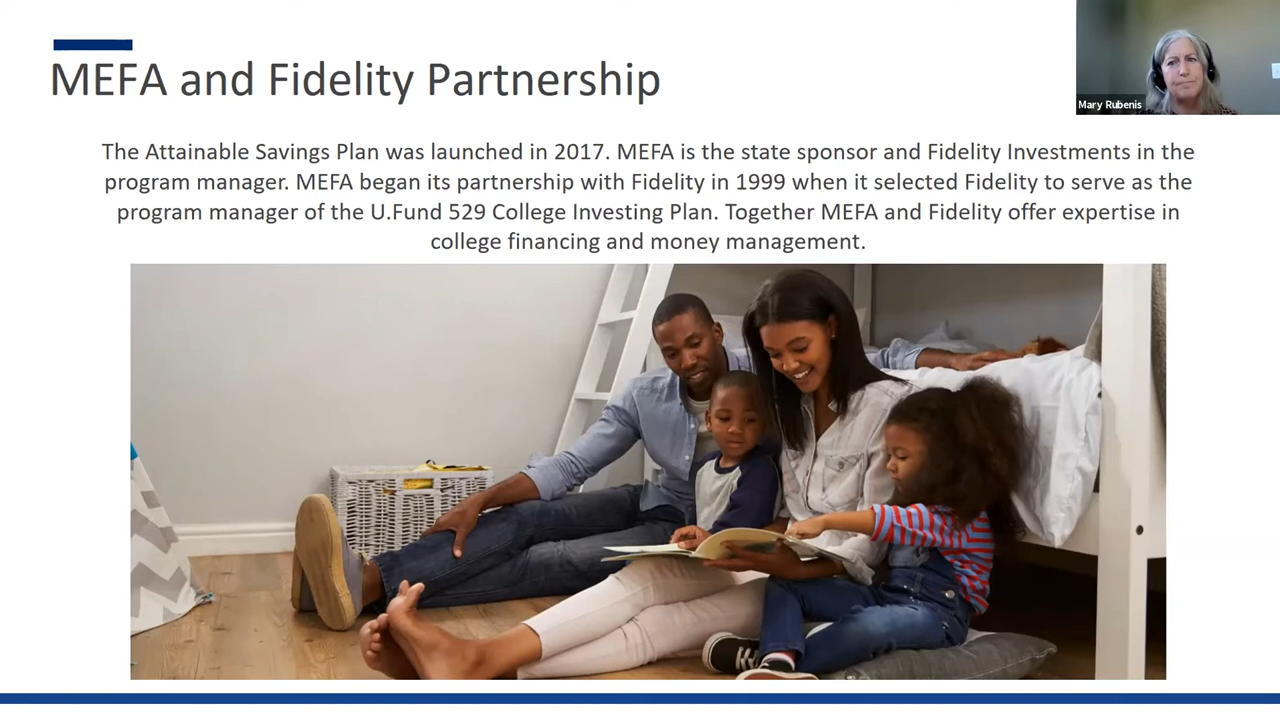 MEFA and Fidelity Partnership
Mary Rubenis
The Attainable Savings Plan was launched in 2017. MEFA is the state sponsor and Fidelity Investments in the
program manager. MEFA began its partnership with Fidelity in 1999 when it selected Fidelity to serve as the
program manager of the U.Fund 529 College Investing Plan. Together MEFA and Fidelity offer expertise in
college financing and money management.